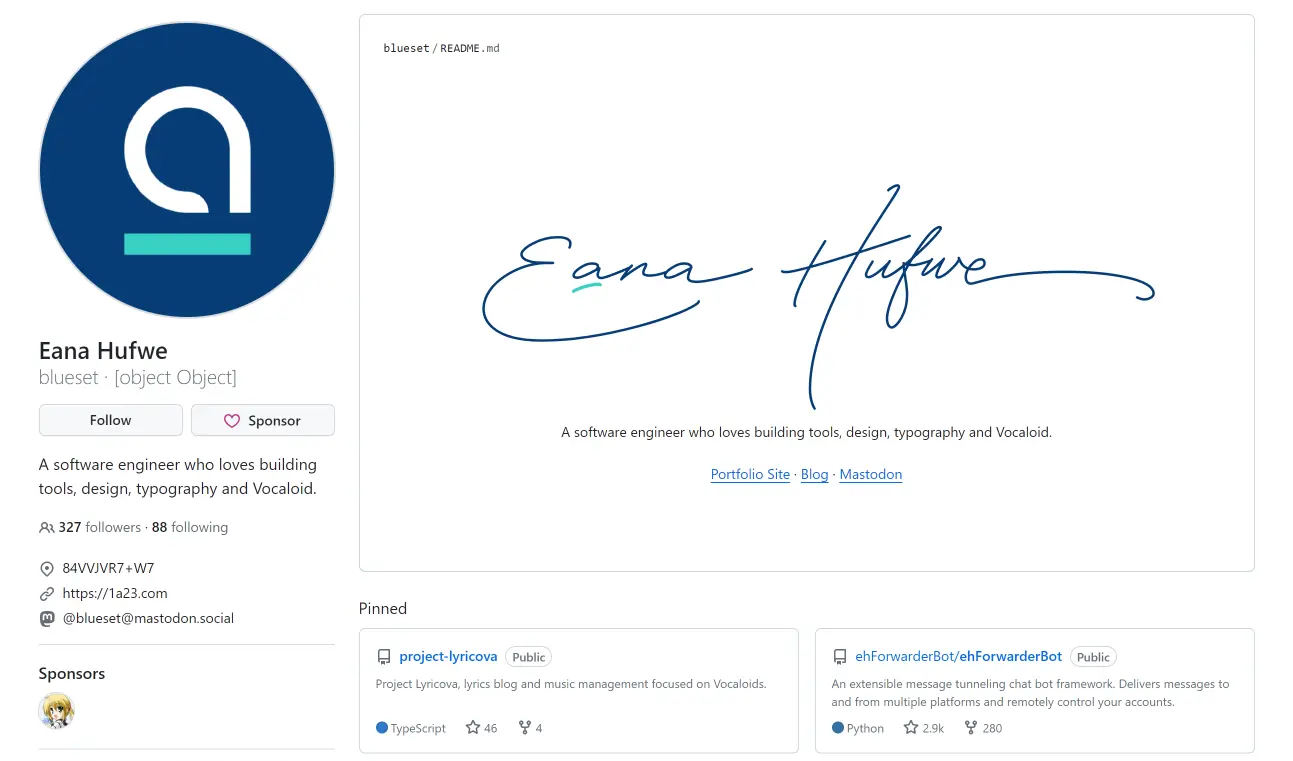 Eana Hufwe
blueset · [object Object]
Follow
Sponsor
A software engineer who loves building
tools, design, typography and Vocaloid.
327 followers · 88 following
84VVJVR7+W7
https://1a23.com
@blueset@mastodon.social
Sponsors
blueset/README.md
Eana Hufwe
A software engineer who loves building tools, design, typography and Vocaloid.
Portfolio Site · Blog · Mastodon
Pinned
project-lyricova Public
Project Lyricova, lyrics blog and music management focused on Vocaloids.
TypeScript 46 4
ehForwarderBot/ehForwarderBot Public
An extensible message tunneling chat bot framework. Delivers messages to
and from multiple platforms and remotely control your accounts.
Python 2.9k 280